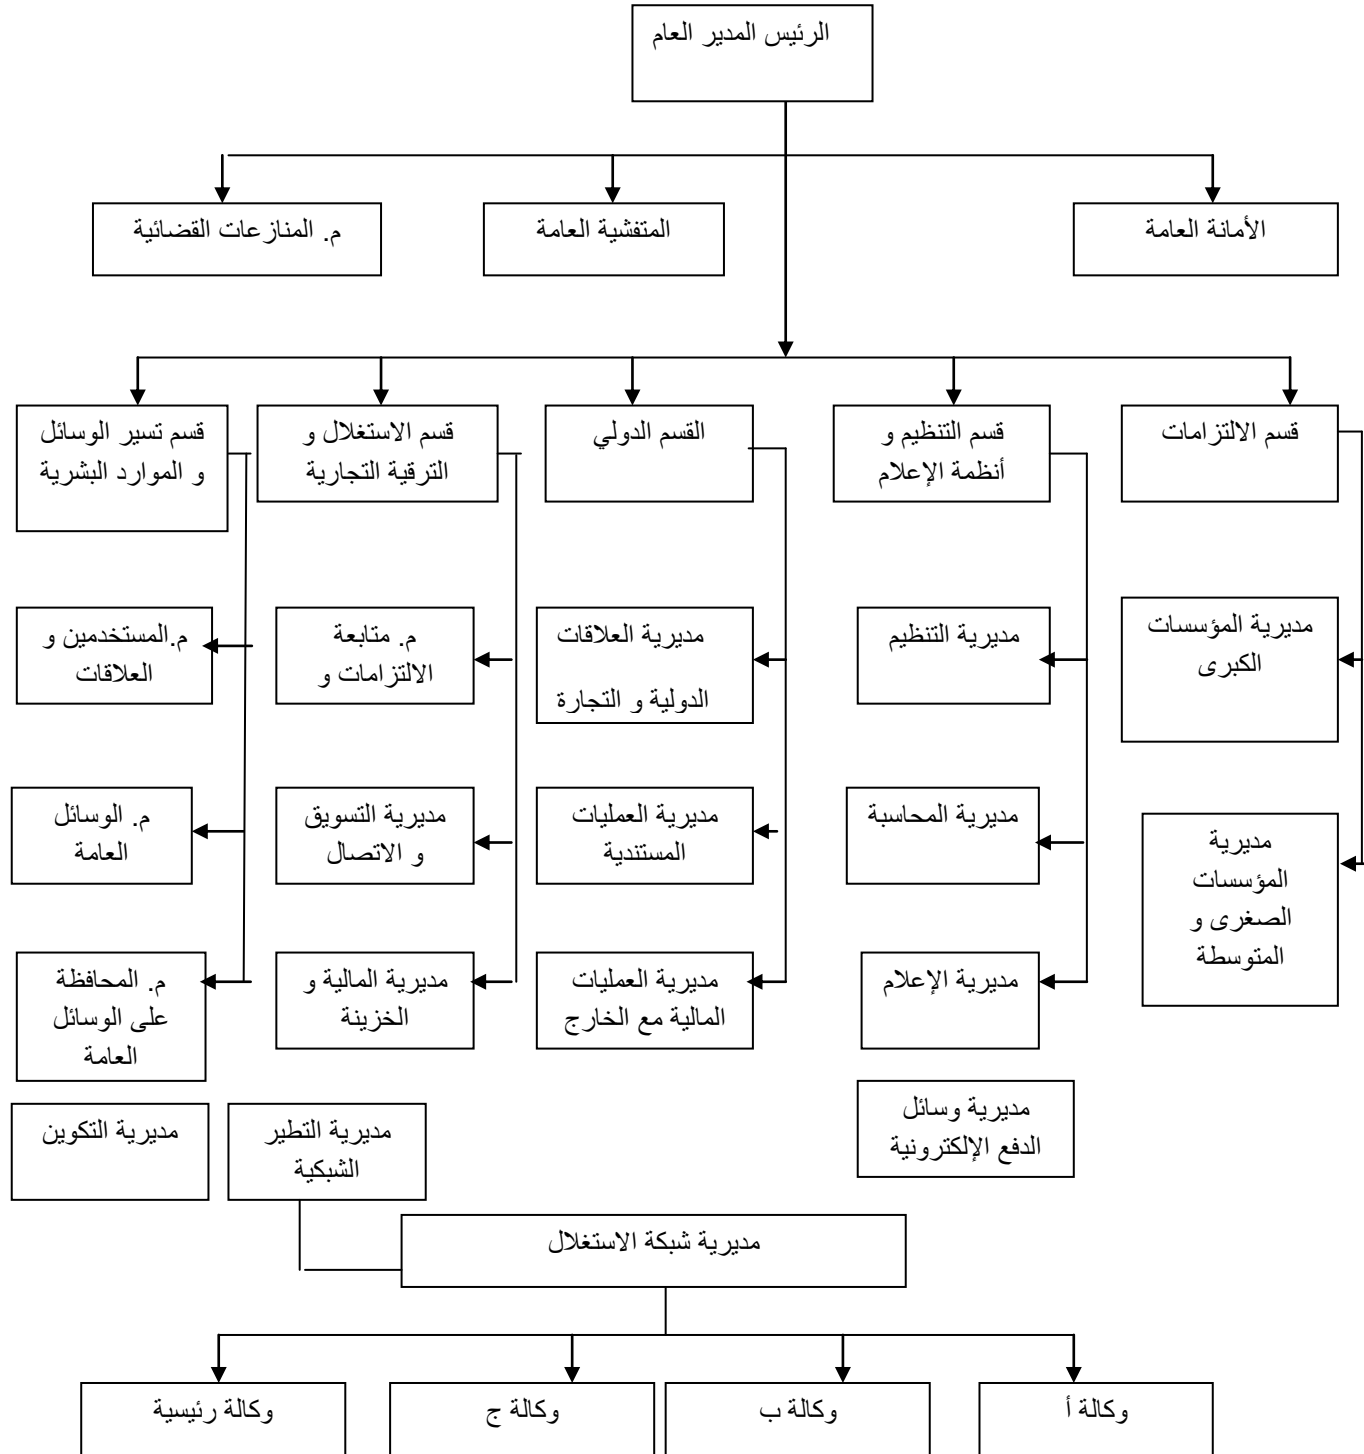 الرئيس المدير العام
الأمانة العامة
المتفشية العامة
م. المنازعات القضائية
قسم الالتزامات
قسم التنظيم و
أنظمة الإعلام
القسم الدولي
قسم الاستغلال و
الترقية التجارية
قسم تسير الوسائل
و الموارد البشرية
مديرية المؤسسات
الكبرى
مديرية التنظيم
مديرية العلاقات
الدولية و التجارة
م. متابعة
الالتزامات و
م.المستخدمين و
العلاقات
مديرية
المؤسسات
الصغرى و
المتوسطة
مديرية المحاسبة
مديرية العمليات
المستندية
مديرية التسويق
و الاتصال
م. الوسائل
العامة
مديرية الإعلام
مديرية العمليات
المالية مع الخارج
مديرية المالية و
الخزينة
م. المحافظة
على الوسائل
العامة
مديرية وسائل
الدفع الإلكترونية
مديرية التطير
الشبكية
مديرية التكوين
مديرية شبكة الاستغلال
وكالة أ
وكالة ب
وكالة ج
وكالة رئيسية